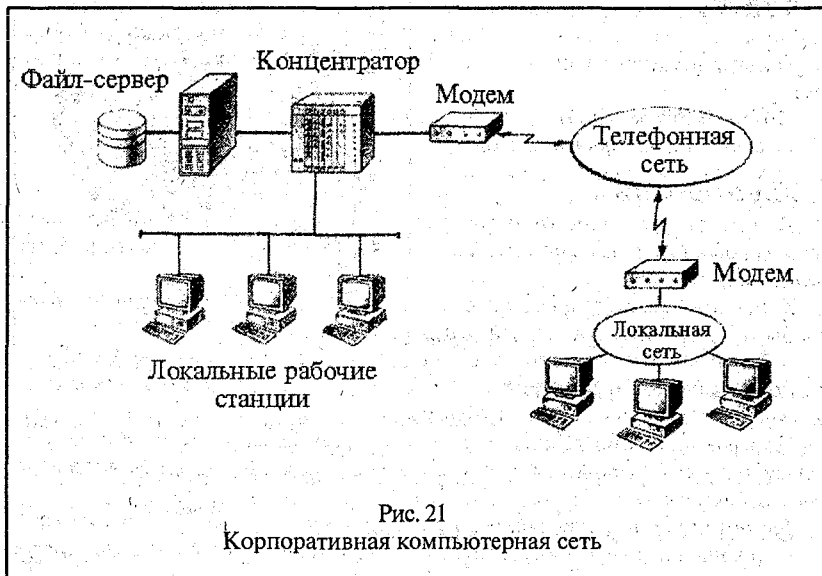 Файл-сервер
Концентратор
Модем
Телефонная
сеть
Модем
Локальная
сеть
Локальные рабочие
станции
Рис. 21
Корпоративная компьютерная сеть